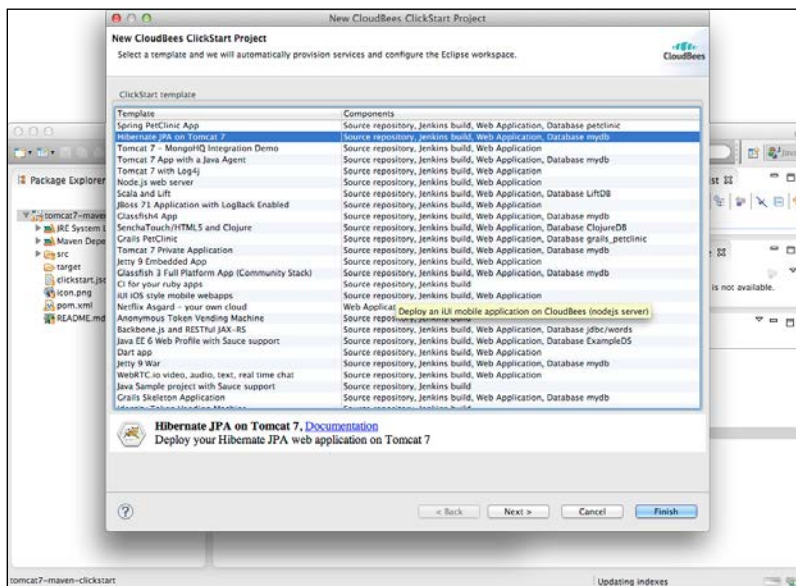 New CloudBees ClickStart Project
New CloudBees ClickStart Project
Select a template and we will automatically provision services and configure the Eclipse workspace.
CloudBees
ClickStart template
Template Components
Spring PetClinic App Source repository, Jenkins build, Web Application, Database petclinic
Hibernate JPA on Tomcat 7 Source repository, Jenkins build, Web Application, Database mydb
Tomcat 7 - MongoHQ Integration Demo Source repository, Jenkins build, Web Application
Tomcat 7 App with a Java Agent Source repository, Jenkins build, Web Application, Database mydb
Tomcat 7 with Log4j Source repository, Jenkins build, Web Application
Node.js web server Source repository, Jenkins build, Web Application
Scala and Lift Source repository, Jenkins build, Web Application, Database LiftDB
JBoss 71 Application with LogBack Enabled Source repository, Jenkins build, Web Application
Glassfish4 App Source repository, Jenkins build, Web Application, Database mydb
SenchaTouch/HTML5 and Clojure Source repository, Jenkins build, Web Application, Database ClojureDB
Grails PetClinic Source repository, Jenkins build, Web Application, Database grails_petclinic
Tomcat 7 Private Application Source repository, Jenkins build, Web Application, Database mydb
Jetty 9 Embedded App Source repository, Jenkins build, Web Application
Glassfish 3 Full Platform App (Community Stack) Source repository, Jenkins build, Web Application, Database mydb
CI for your ruby apps Source repository, Jenkins build
iUI iOS style mobile webapps Source repository, Jenkins build, Web Application
Netflix Asgard - your own cloud Web Applicat
Deploy an iUI mobile application on CloudBees (nodejs server)
Anonymous Token Vending Machine Source repository, Jenkins build
Backbone.js and RESTful JAX-RS Source repository, Jenkins build, Web Application, Database jdbc/words
Java EE 6 Web Profile with Sauce support Source repository, Jenkins build, Web Application, Database ExampleDS
Dart app Source repository, Jenkins build, Web Application
Jetty 9 War Source repository, Jenkins build, Web Application, Database mydb
WebRTC.io video, audio, text, real time chat Source repository, Jenkins build, Web Application
Java Sample project with Sauce support Source repository, Jenkins build
Grails Skeleton Application Source repository, Jenkins build, Web Application, Database mydb
Hibernate JPA on Tomcat 7, Documentation
Deploy your Hibernate JPA web application on Tomcat 7
? < Back Next > Cancel Finish
Package Explorer
tomcat7-maven
JRE System L
Maven Depe
src
target
clickstart.jso
icon.png
pom.xml
README.md
Java
st
is not available.
tomcat7-maven-clickstart
Updating indexes